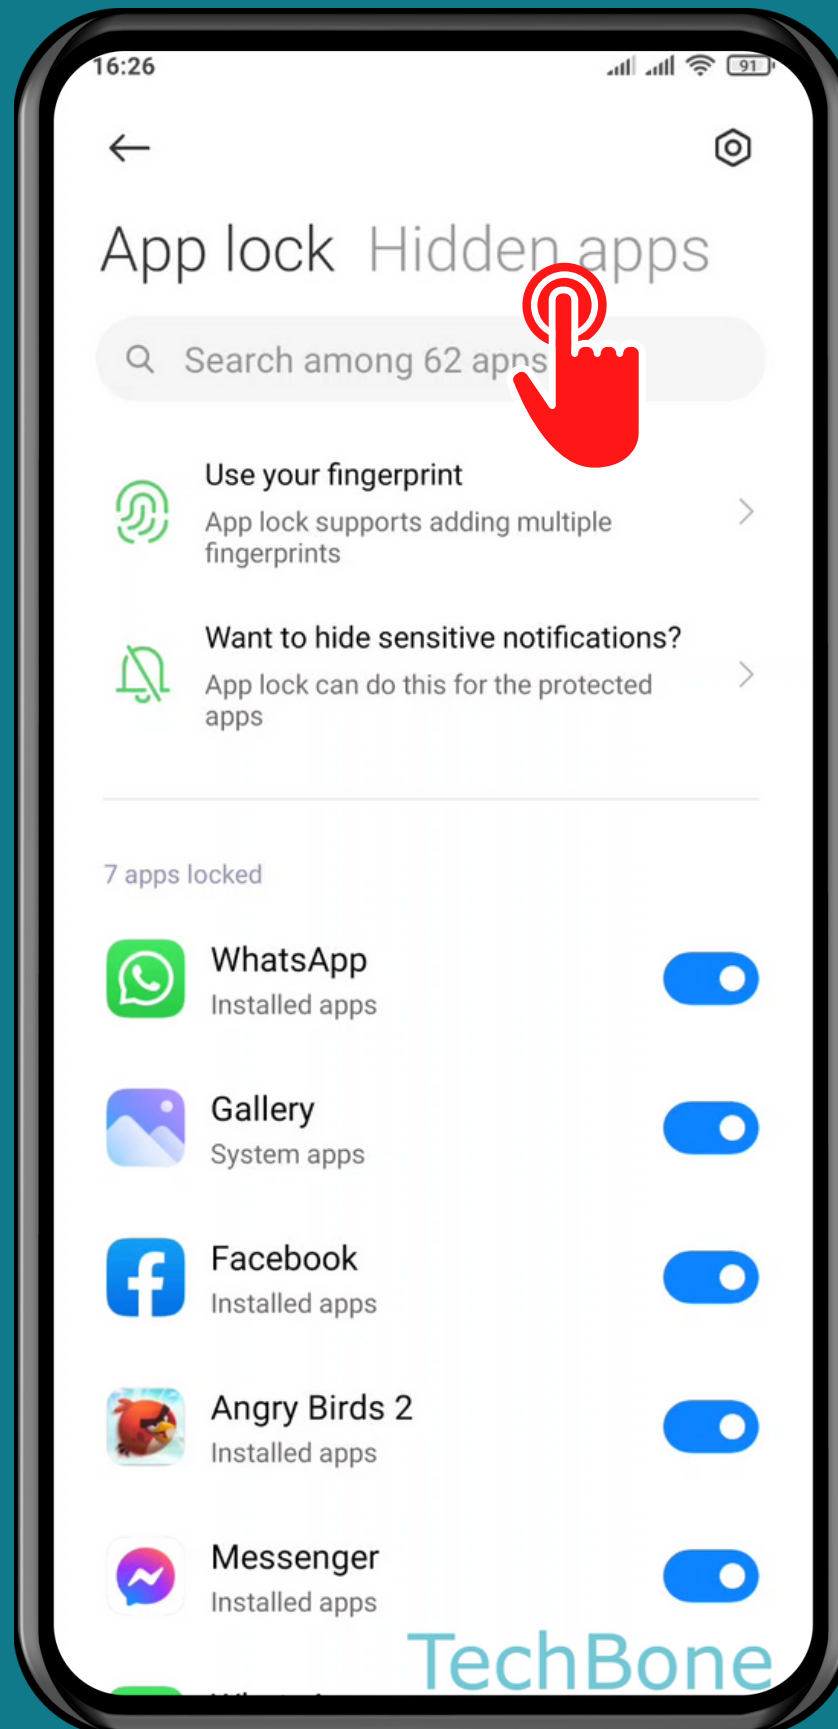 16:26
91
App lock Hidden apps
Search among 62 apps
Use your fingerprint
App lock supports adding multiple
fingerprints
Want to hide sensitive notifications?
App lock can do this for the protected
apps
7 apps locked
WhatsApp
Installed apps
Gallery
System apps
Facebook
Installed apps
Angry Birds 2
Installed apps
Messenger
Installed apps
TechBone